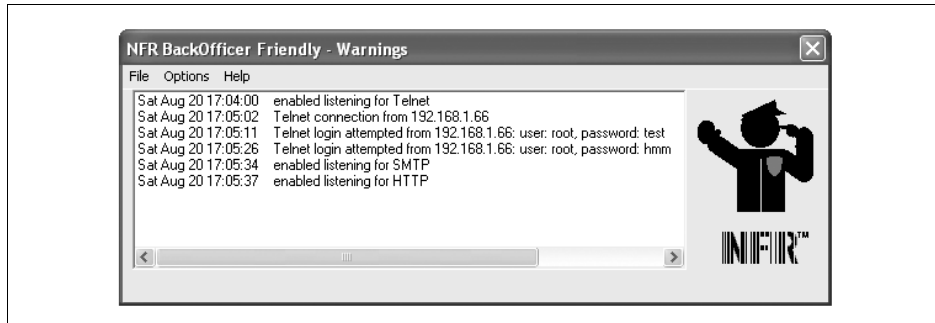 NFR BackOfficer Friendly - Warnings
File Options Help
Sat Aug 20 17:04:00 enabled listening for Telnet
Sat Aug 20 17:05:02 Telnet connection from 192.168.1.66
Sat Aug 20 17:05:11 Telnet login attempted from 192.168.1.66: user: root, password: test
Sat Aug 20 17:05:26 Telnet login attempted from 192.168.1.66: user: root, password: hmm
Sat Aug 20 17:05:34 enabled listening for SMTP
Sat Aug 20 17:05:37 enabled listening for HTTP
NFR™